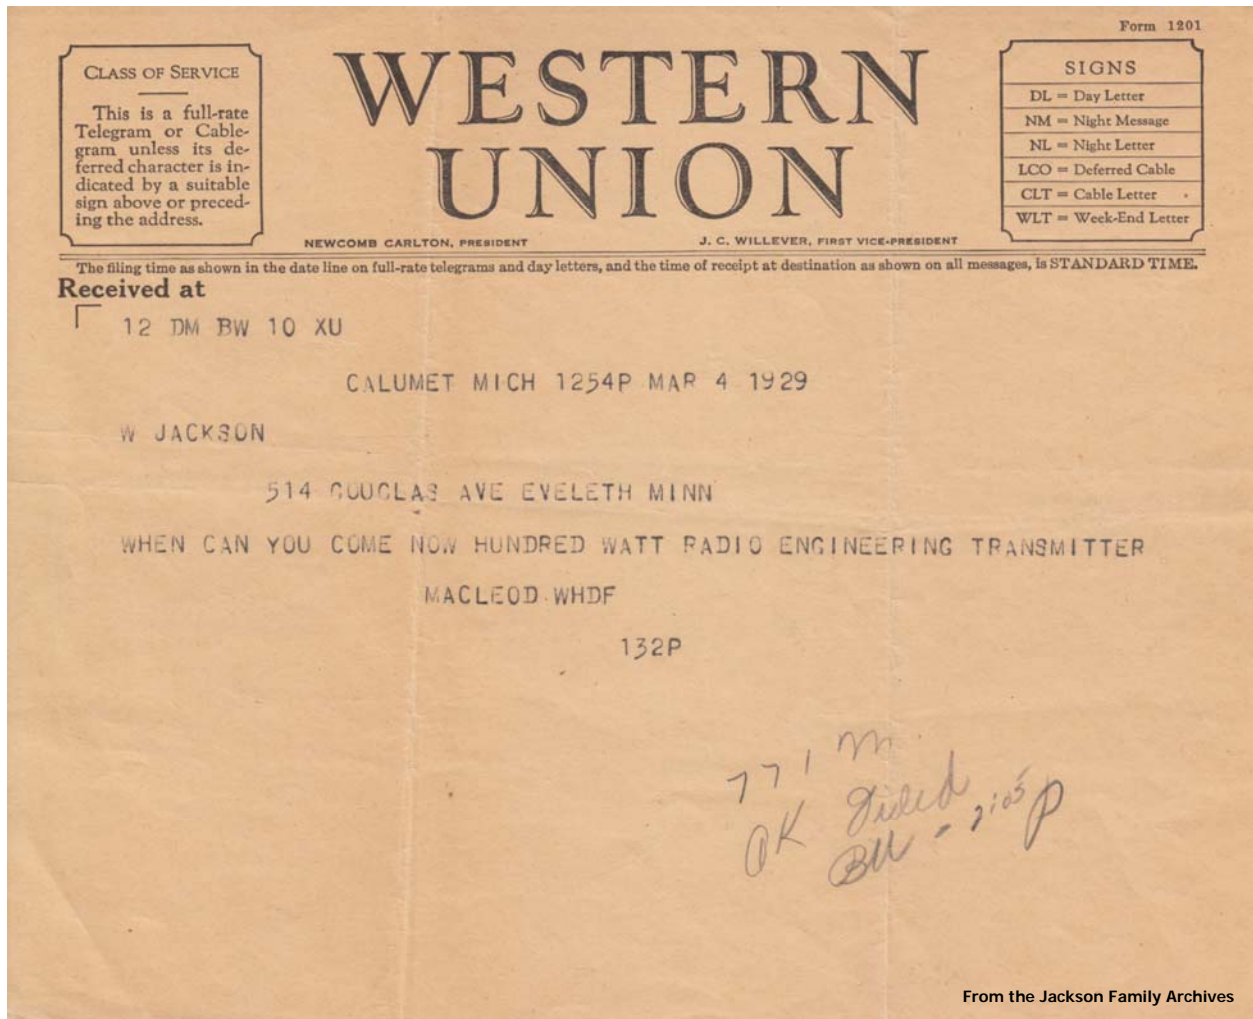 Form 1201
CLASS OF SERVICE
This is a full-rate
Telegram or Cable-
gram unless its de-
ferred character is in-
dicated by a suitable
sign above or preced-
ing the address.
WESTERN
UNION
SIGNS
DL = Day Letter
NM = Night Message
NL = Night Letter
LCO = Deferred Cable
CLT = Cable Letter
WLT = Week-End Letter
NEWCOMB CARLTON, PRESIDENT
J. C. WILLEVER, FIRST VICE-PRESIDENT
The filing time as shown in the date line on full-rate telegrams and day letters, and the time of receipt at destination as shown on all messages, is STANDARD TIME.
Received at
12 DM BW 10 XU
CALUMET MICH 1254P MAR 4 1929
W JACKSON
514 DOUGLAS AVE EVELETH MINN
WHEN CAN YOU COME NOW HUNDRED WATT RADIO ENGINEERING TRANSMITTER
MACLEOD WHDF
132P
771 M
OK
2:05 P
From the Jackson Family Archives